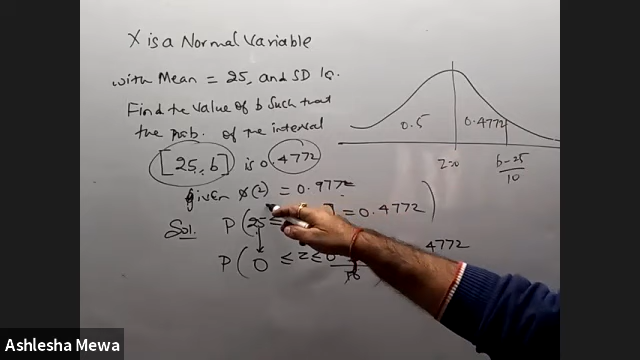 X is a Normal Variable
with Mean = 25, and SD 10.
Find the value of b such that
the prob. of the interval
[25, b] is 0.4772
given φ(2) = 0.9772
Sol. P(25 ≤ = 0.4772
P(0 ≤ Z ≤ 4772
0.5 0.4772
Z=0 b-25/10
Ashlesha Mewa